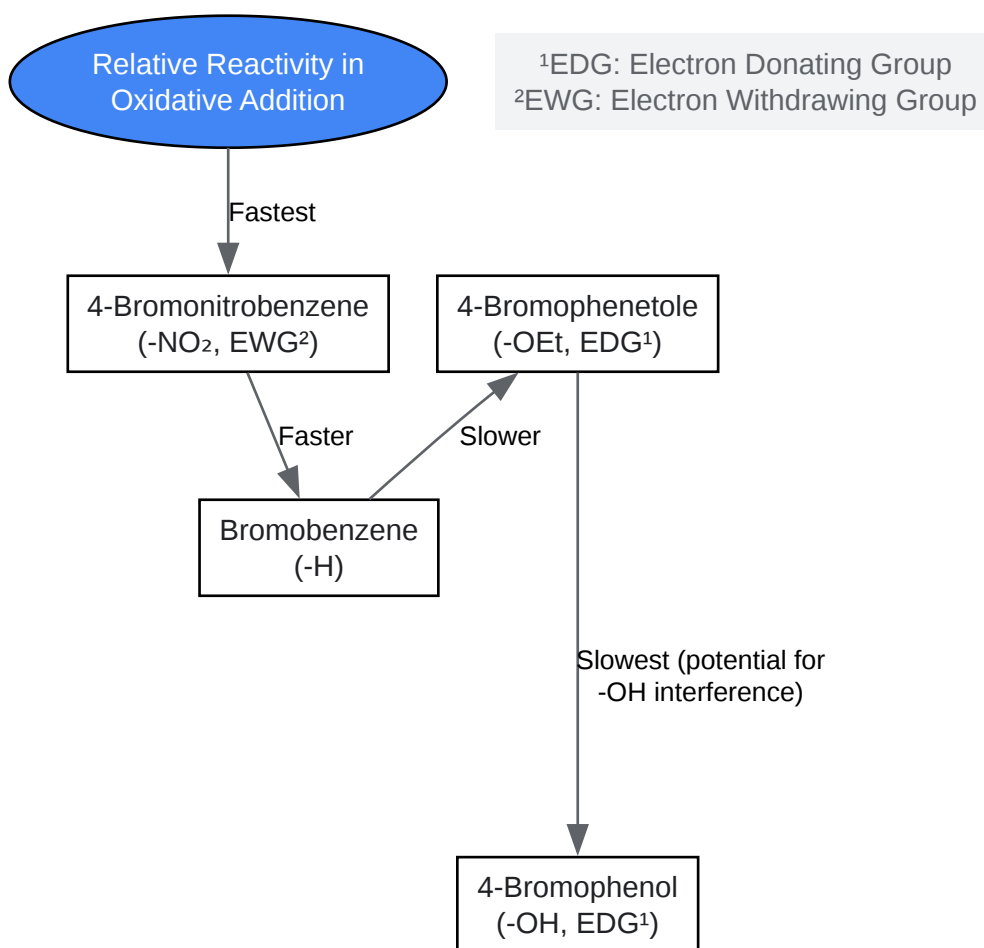 Relative Reactivity in
Oxidative Addition
¹EDG: Electron Donating Group
²EWG: Electron Withdrawing Group
Fastest
4-Bromonitrobenzene
(-NO₂, EWG²)
4-Bromophenetole
(-OEt, EDG¹)
Faster
Slower
Bromobenzene
(-H)
Slowest (potential for
-OH interference)
4-Bromophenol
(-OH, EDG¹)